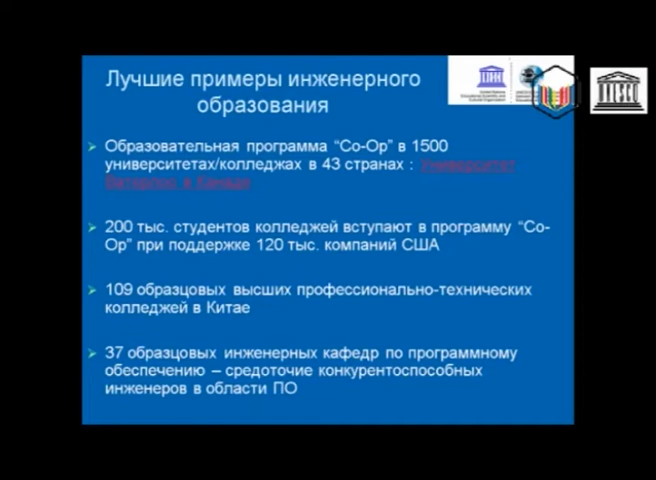 Лучшие примеры инженерного
образования
Образовательная программа “Co-Op” в 1500
университетах/колледжах в 43 странах : Университет
Ватерлоо в Канаде
200 тыс. студентов колледжей вступают в программу “Co-
Op” при поддержке 120 тыс. компаний США
109 образцовых высших профессионально-технических
колледжей в Китае
37 образцовых инженерных кафедр по программному
обеспечению – средоточие конкурентоспособных
инженеров в области ПО